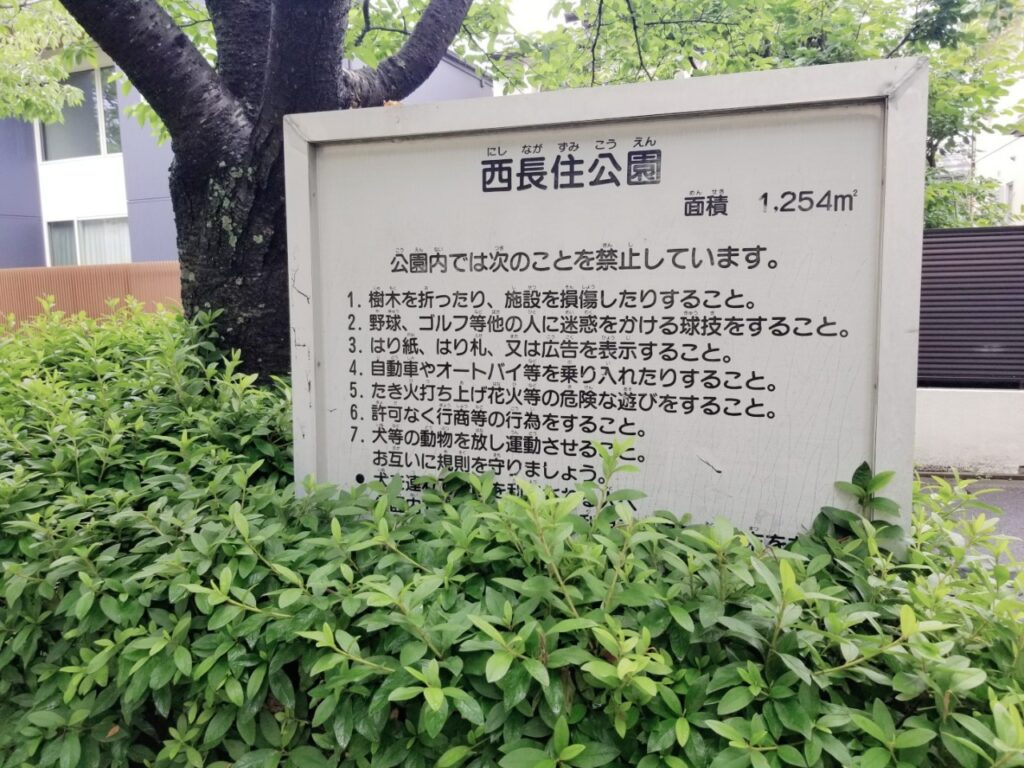 にし なが ずみ こう えん
西長住公園
めん せき
面積 1,254㎡
公園内では次のことを禁止しています。
1. 樹木を折ったり、施設を損傷したりすること。
2. 野球、ゴルフ等他の人に迷惑をかける球技をすること。
3. はり紙、はり札、又は広告を表示すること。
4. 自動車やオートバイ等を乗り入れたりすること。
5. たき火打ち上げ花火等の危険な遊びをすること。
6. 許可なく行商等の行為をすること。
7. 犬等の動物を放し運動させること。
お互いに規則を守りましょう。